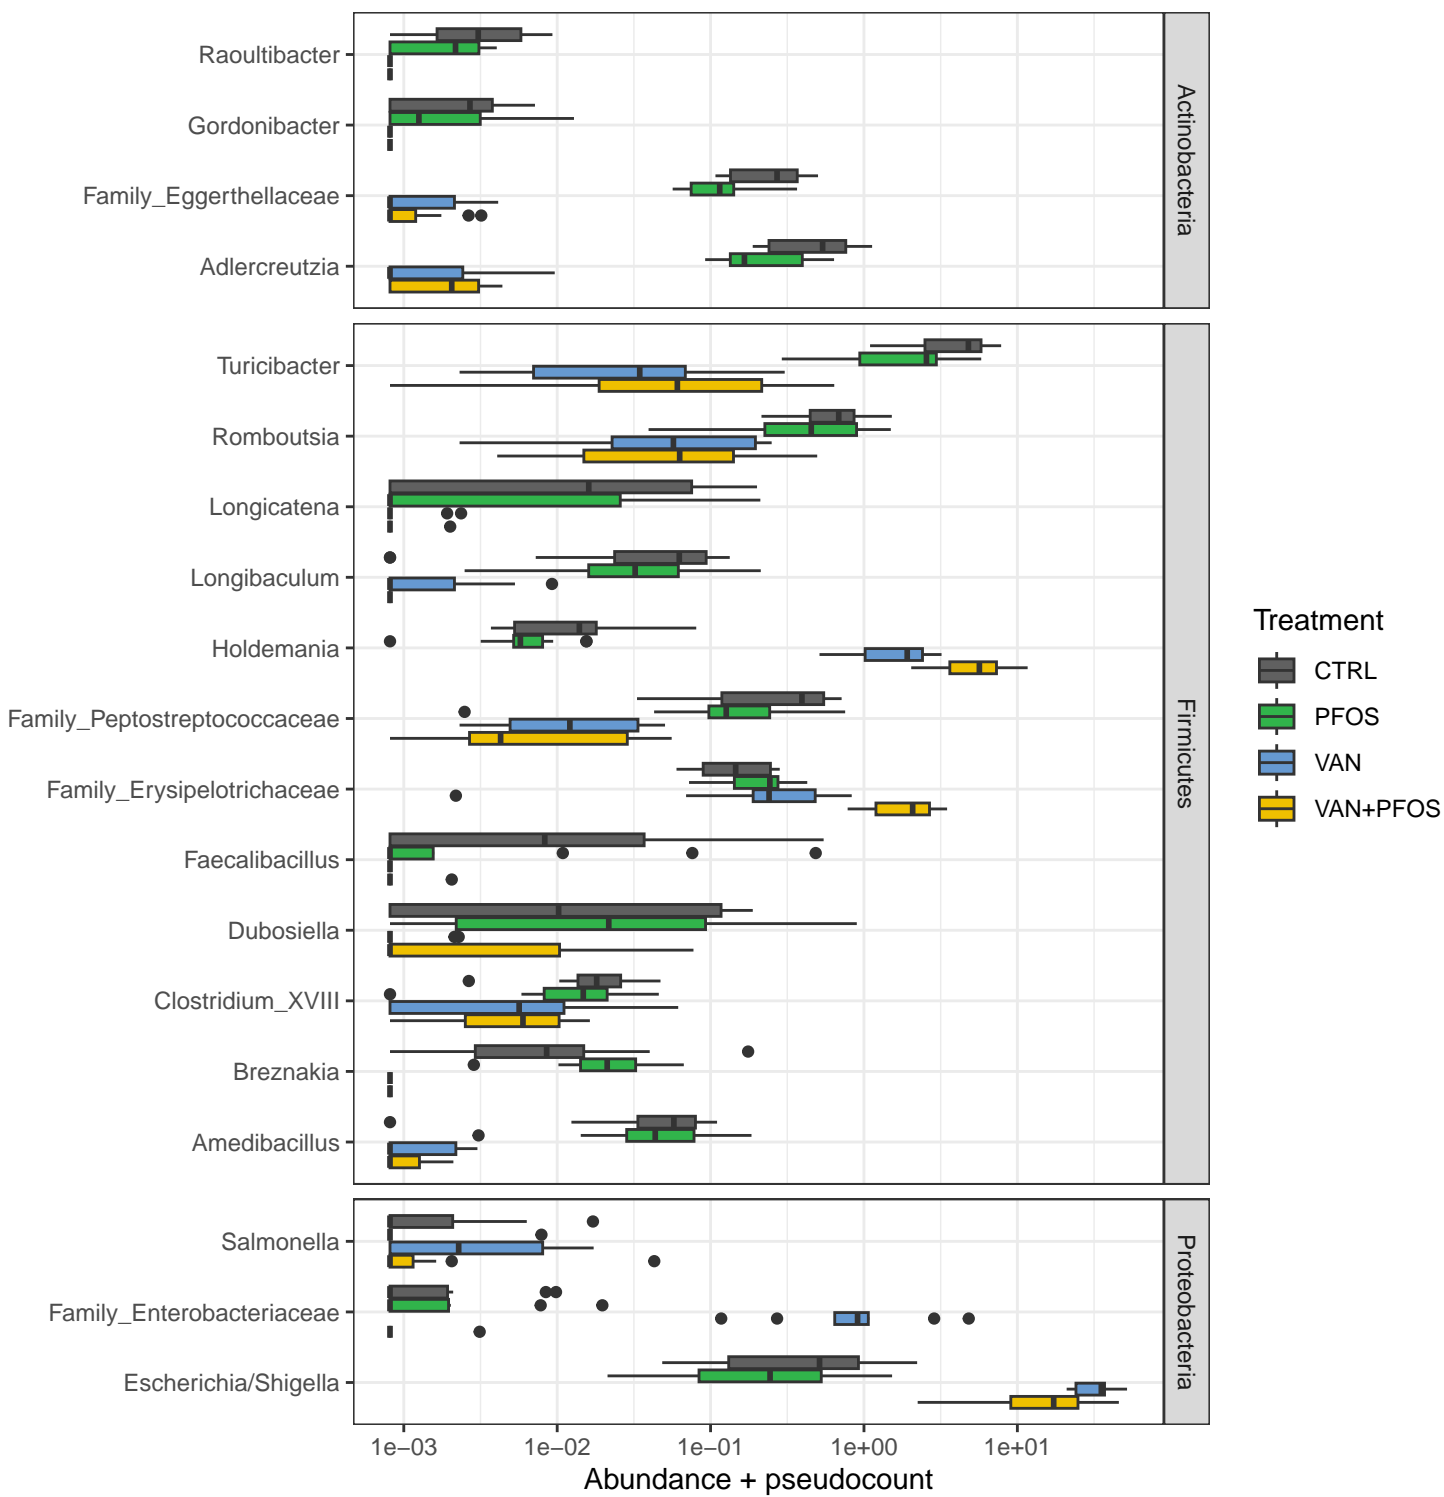 Raoultibacter
Gordonibacter
Family_Eggerthellaceae
Adlercreutzia
Actinobacteria
Turicibacter
Romboutsia
Longicatena
Longibaculum
Holdemania
Family_Peptostreptococcaceae
Family_Erysipelotrichaceae
Faecalibacillus
Dubosiella
Clostridium_XVIII
Breznakia
Amedibacillus
Firmicutes
Salmonella
Family_Enterobacteriaceae
Escherichia/Shigella
Proteobacteria
1e−03 1e−02 1e−01 1e+00 1e+01
Abundance + pseudocount
Treatment
CTRL
PFOS
VAN
VAN+PFOS